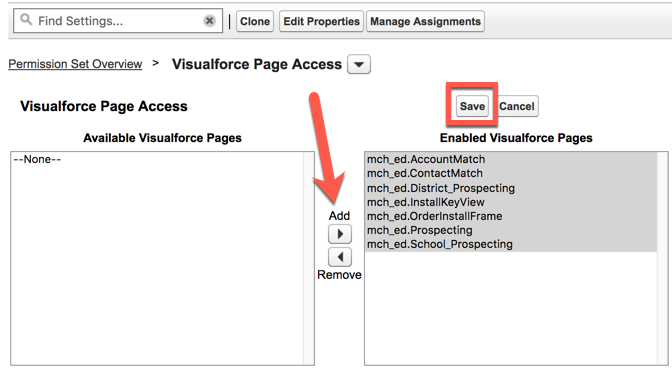 Find Settings...
Clone
Edit Properties
Manage Assignments
Permission Set Overview > Visualforce Page Access
Visualforce Page Access
Save
Cancel
Available Visualforce Pages
Enabled Visualforce Pages
--None--
Add
Remove
mch_ed.AccountMatch
mch_ed.ContactMatch
mch_ed.District_Prospecting
mch_ed.InstallKeyView
mch_ed.OrderInstallFrame
mch_ed.Prospecting
mch_ed.School_Prospecting